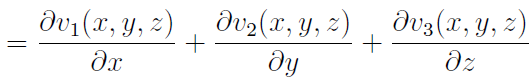 = ∂v₁(x, y, z)/∂x + ∂v₂(x, y, z)/∂y + ∂v₃(x, y, z)/∂z